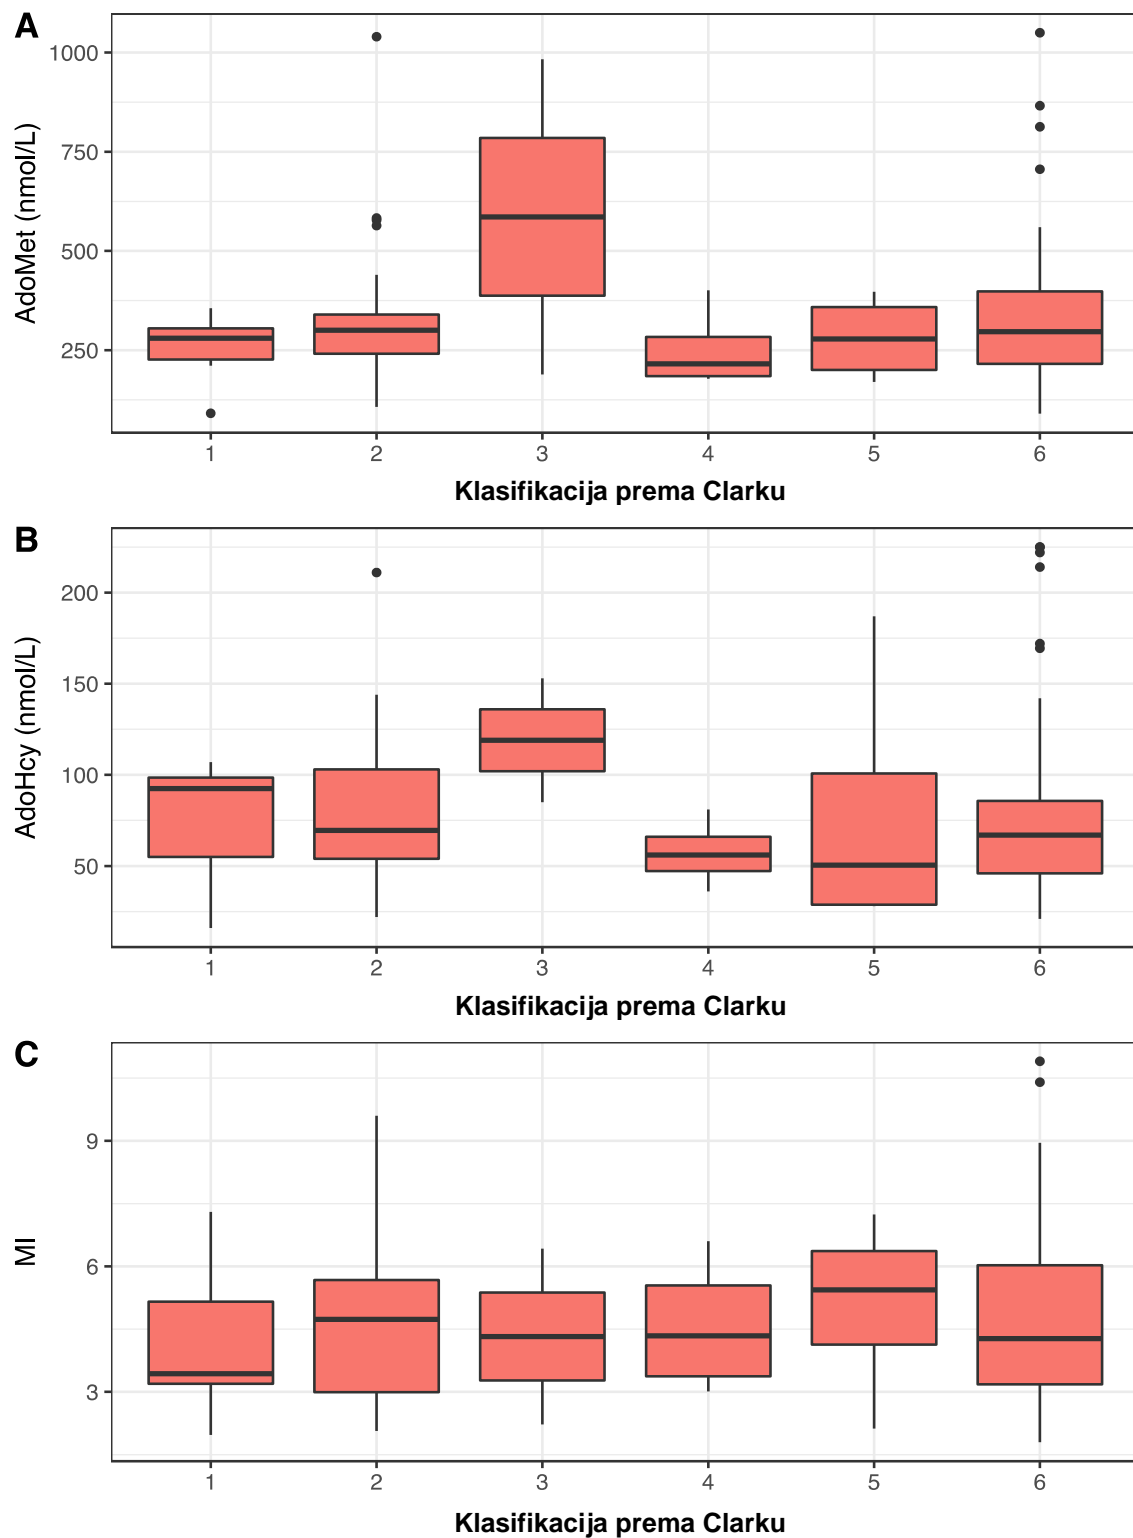 A
1000
750
500
250
AdoMet (nmol/L)
1 2 3 4 5 6
Klasifikacija prema Clarku
B
200
150
100
50
AdoHcy (nmol/L)
1 2 3 4 5 6
Klasifikacija prema Clarku
C
9
6
3
MI
1 2 3 4 5 6
Klasifikacija prema Clarku